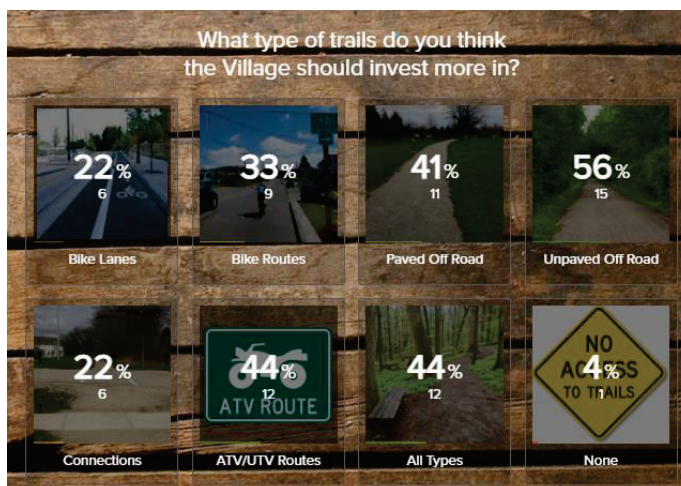 What type of trails do you think
the Village should invest more in?
22%
6
Bike Lanes
33%
9
Bike Routes
41%
11
Paved Off Road
56%
15
Unpaved Off Road
22%
6
Connections
44%
12
ATV ROUTE
ATV/UTV Routes
44%
12
All Types
NO
ACCESS
TO TRAILS
4%
1
None